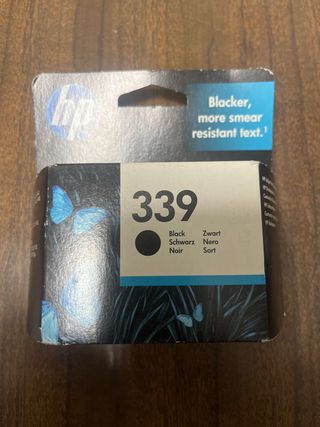 hp
Blacker,
more smear
resistant text.¹
339
Black Zwart
Schwarz Nero
Noir Sort